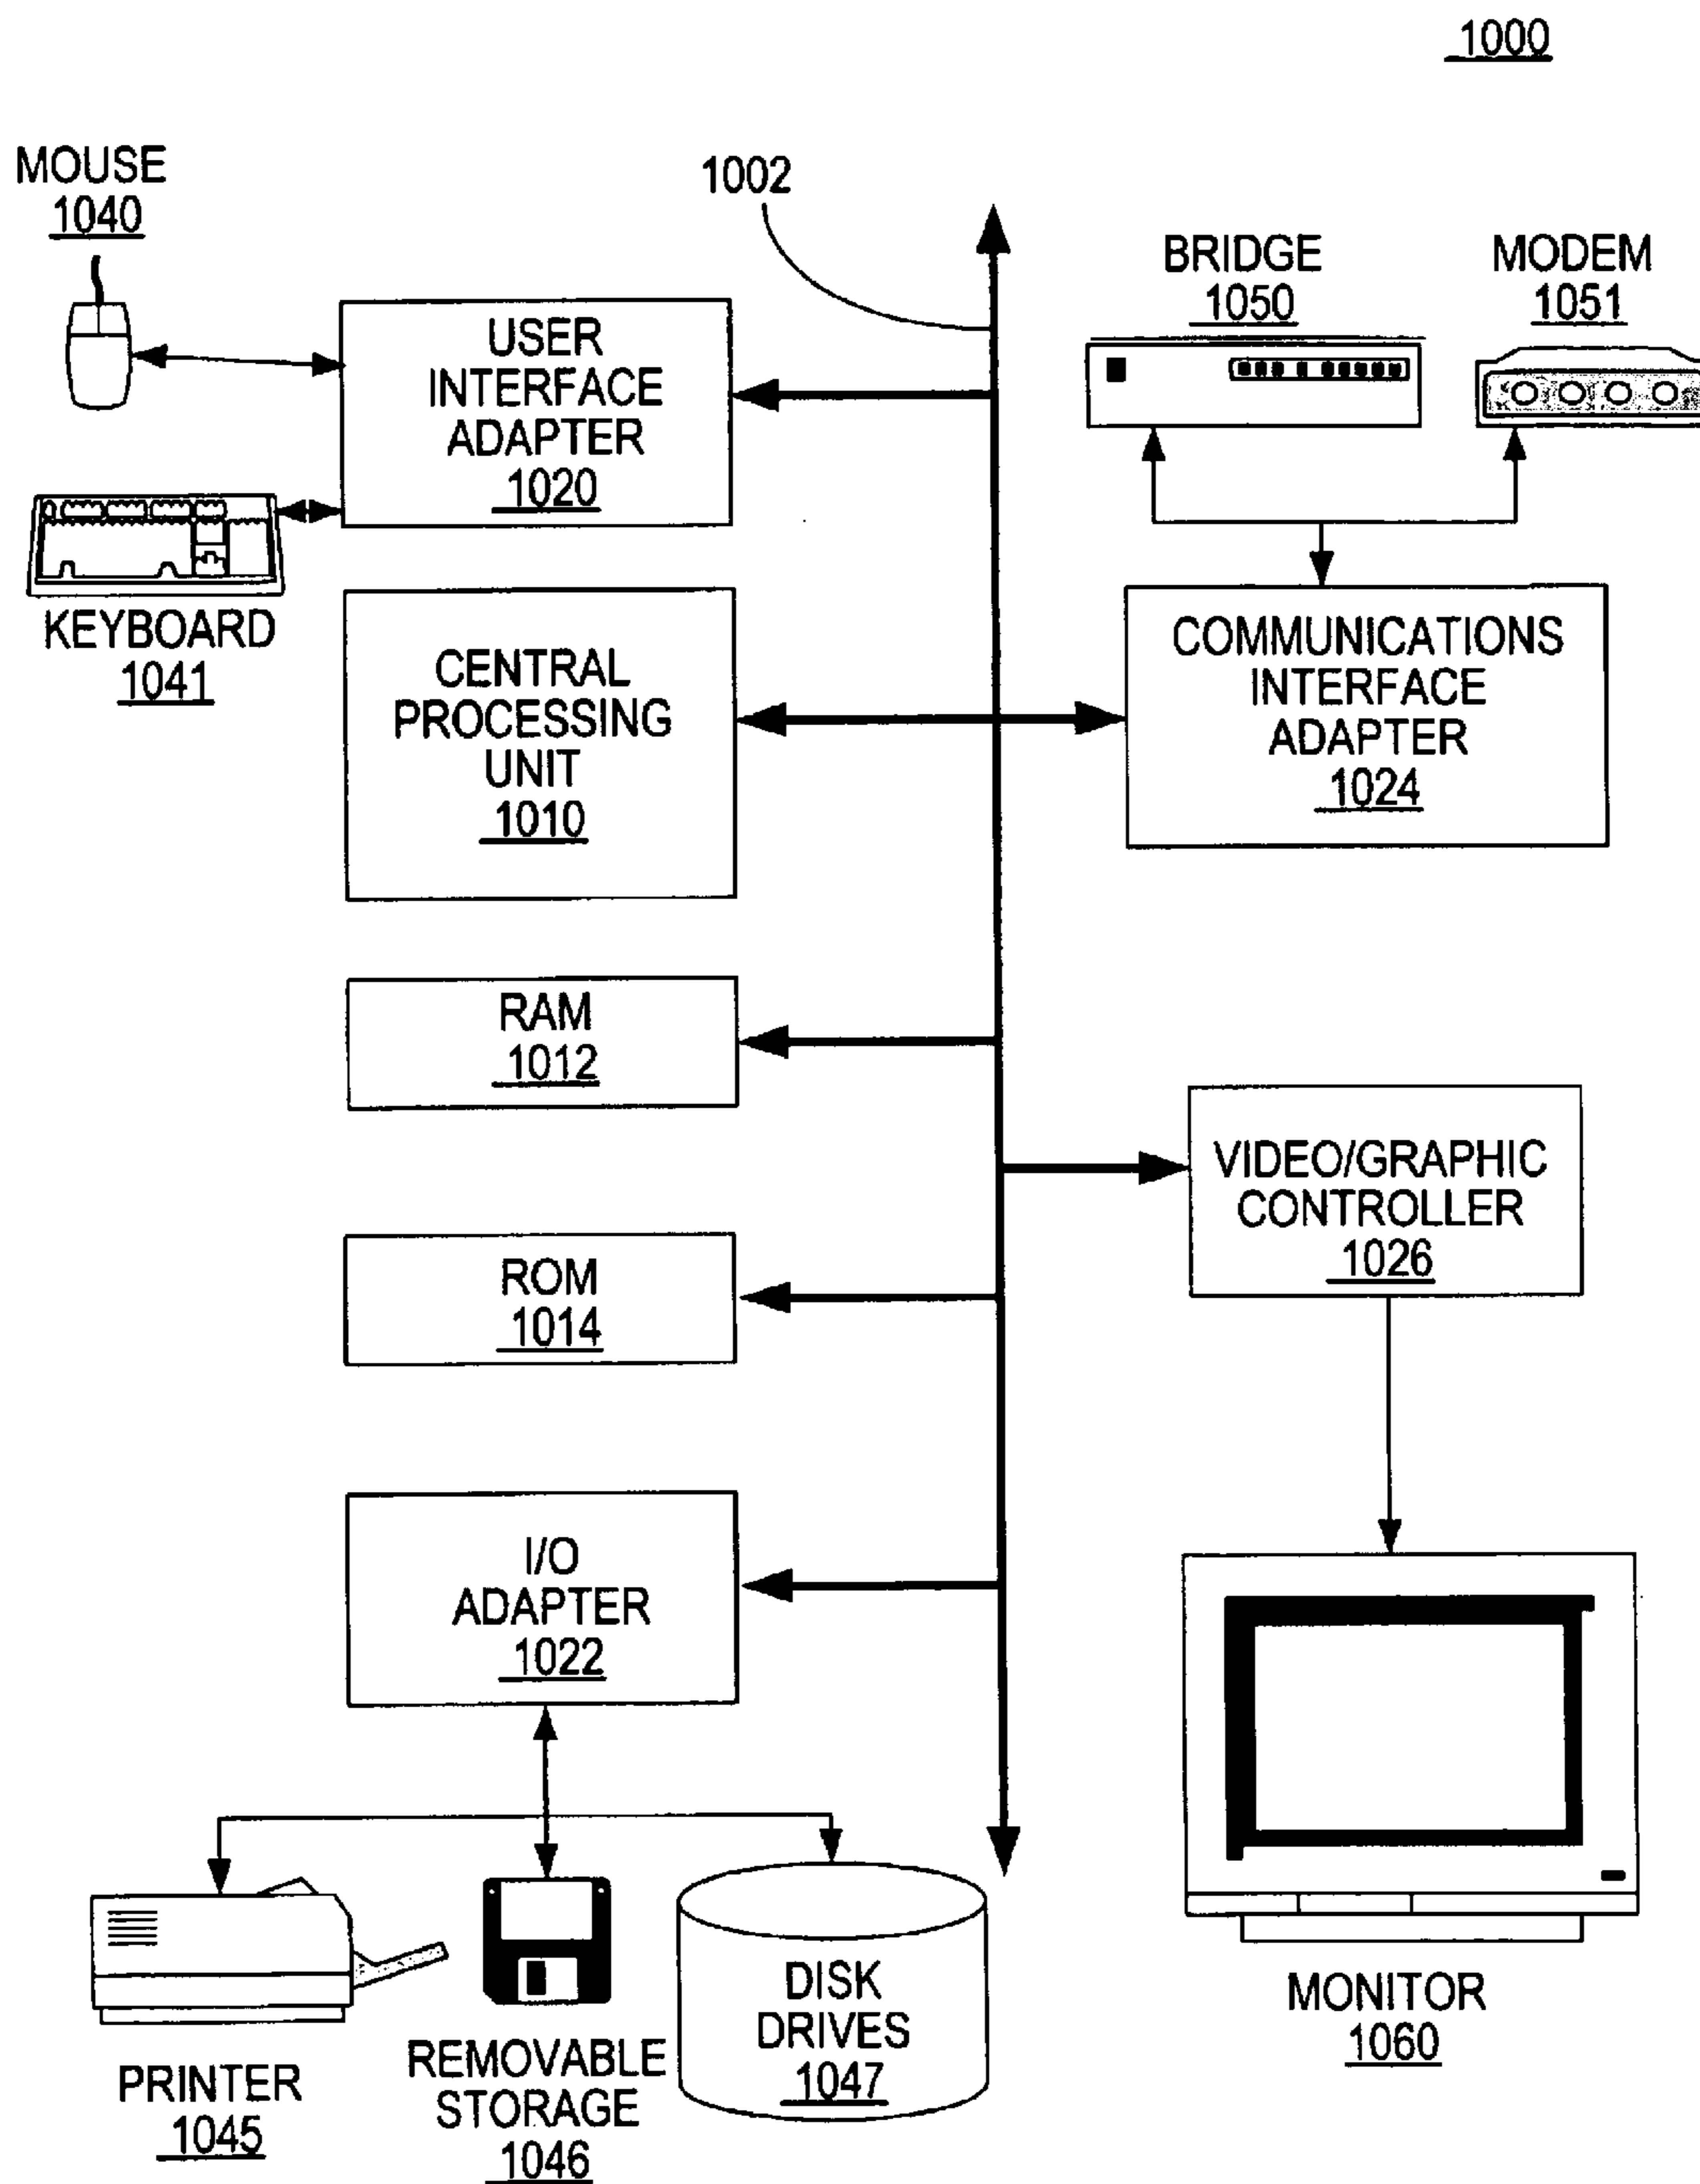 1000
MOUSE
1040
1002
BRIDGE
1050
MODEM
1051
USER
INTERFACE
ADAPTER
1020
KEYBOARD
1041
CENTRAL
PROCESSING
UNIT
1010
COMMUNICATIONS
INTERFACE
ADAPTER
1024
RAM
1012
VIDEO/GRAPHIC
CONTROLLER
1026
ROM
1014
I/O
ADAPTER
1022
DISK
DRIVES
1047
MONITOR
1060
PRINTER
1045
REMOVABLE
STORAGE
1046